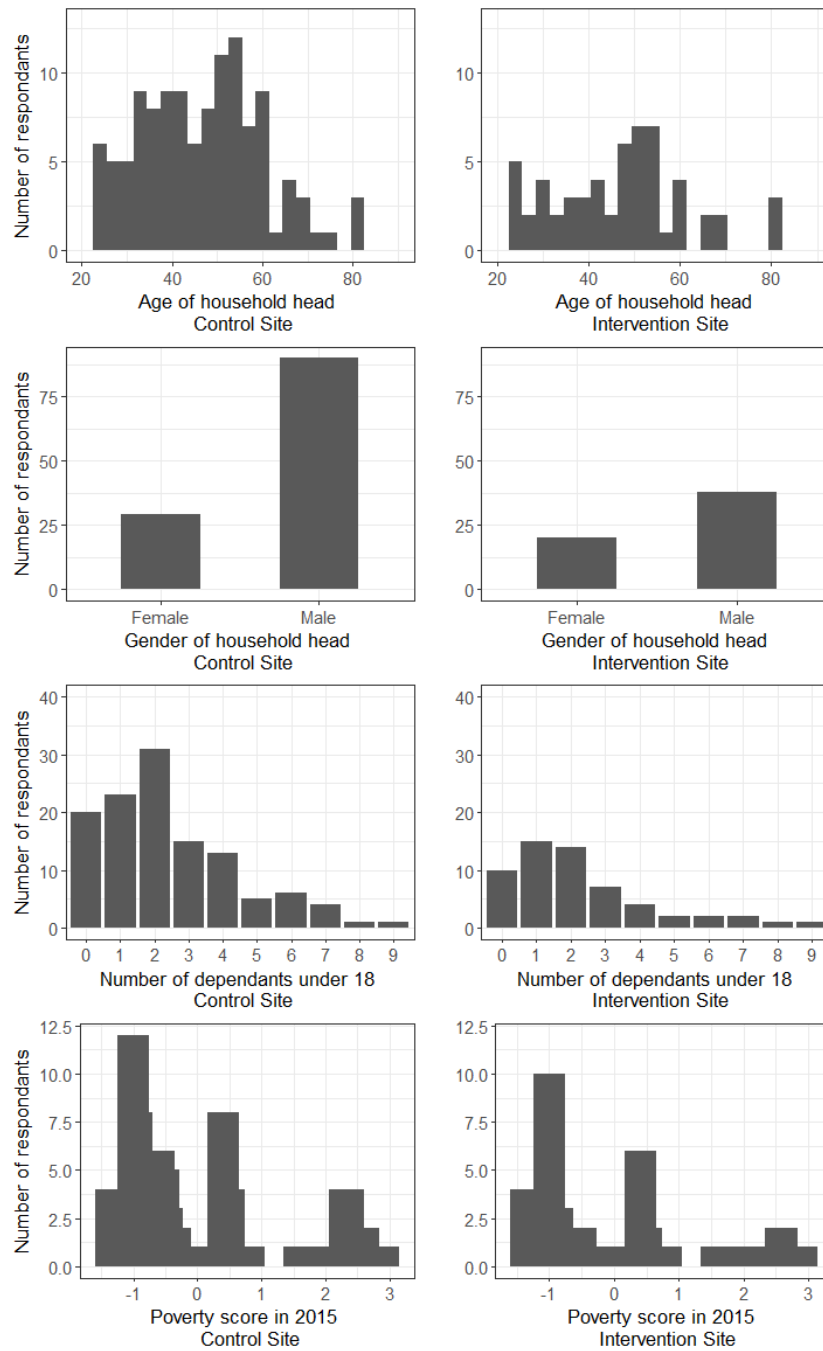 Number of respondants
10
5
0
20 40 60 80
Age of household head
Control Site
10
5
0
20 40 60 80
Age of household head
Intervention Site
Number of respondants
75
50
25
0
Female Male
Gender of household head
Control Site
75
50
25
0
Female Male
Gender of household head
Intervention Site
Number of respondants
40
30
20
10
0
0 1 2 3 4 5 6 7 8 9
Number of dependants under 18
Control Site
40
30
20
10
0
0 1 2 3 4 5 6 7 8 9
Number of dependants under 18
Intervention Site
Number of respondants
12.5
10.0
7.5
5.0
2.5
0.0
-1 0 1 2 3
Poverty score in 2015
Control Site
12.5
10.0
7.5
5.0
2.5
0.0
-1 0 1 2 3
Poverty score in 2015
Intervention Site